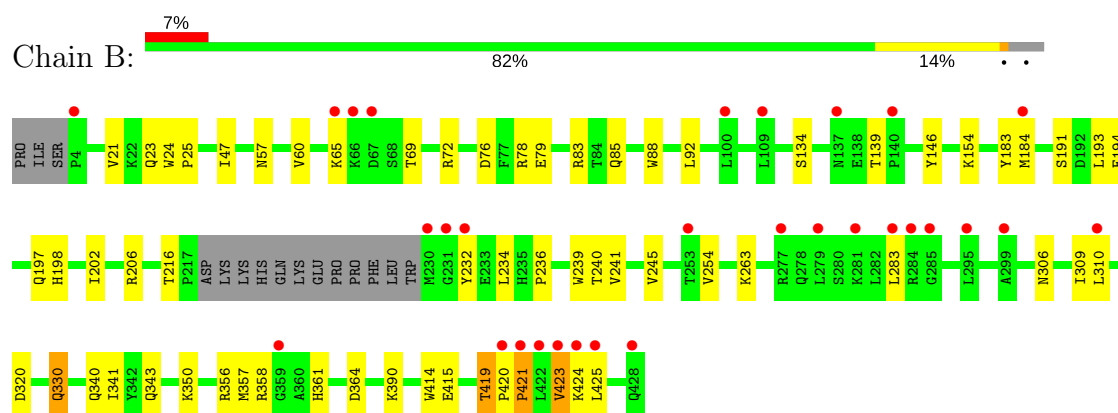 7%
Chain B:
82% 14% • •
PRO ILE SER P4 V21 K22 Q23 W24 P25 I47 N57 V60 K65 K66 D67 S68 T69 R72 D76 F77 R78 E79 R83 T84 Q85 W88 L92 L100 L109 S134 N137 E138 T139 P140 Y146 K154 Y183 M184 S191 D192 L193 E194
Q197 H198 I202 R206 T216 P217 ASP LYS LYS HIS GLN LYS GLU PRO PRO PHE LEU TRP M230 G231 Y232 E233 L234 H235 P236 W239 T240 V241 V245 T253 V254 K263 R277 Q278 L279 S280 K281 L282 L283 R284 G285 L295 A299 N306 I309 L310
D320 Q330 Q340 I341 Y342 Q343 K350 R356 M357 R358 G359 A360 H361 D364 K390 W414 E415 T419 P420 P421 L422 V423 K424 L425 Q428